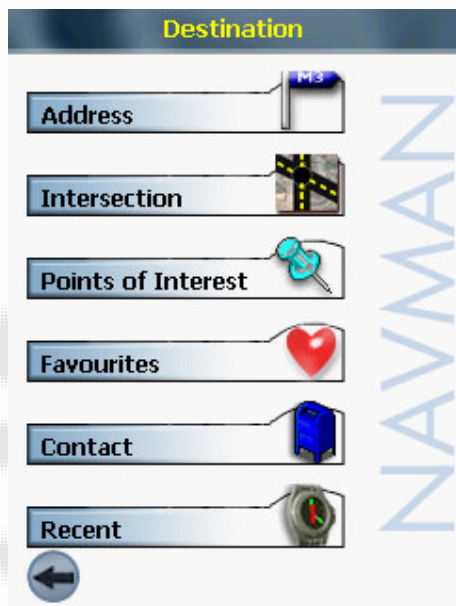 Destination
M3
Address
Intersection
Points of Interest
Favourites
Contact
Recent
NAVMAN